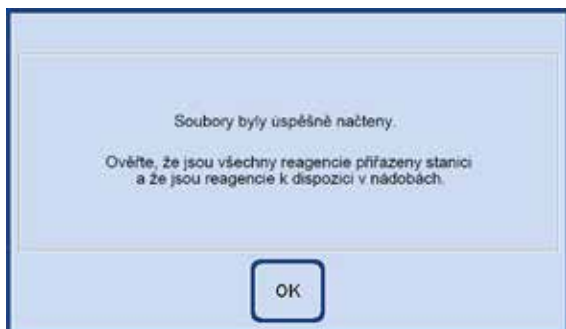 Soubory byly úspěšně načteny.
Ověřte, že jsou všechny reagencie přiřazeny stanici
a že jsou reagencie k dispozici v nádobách.
OK